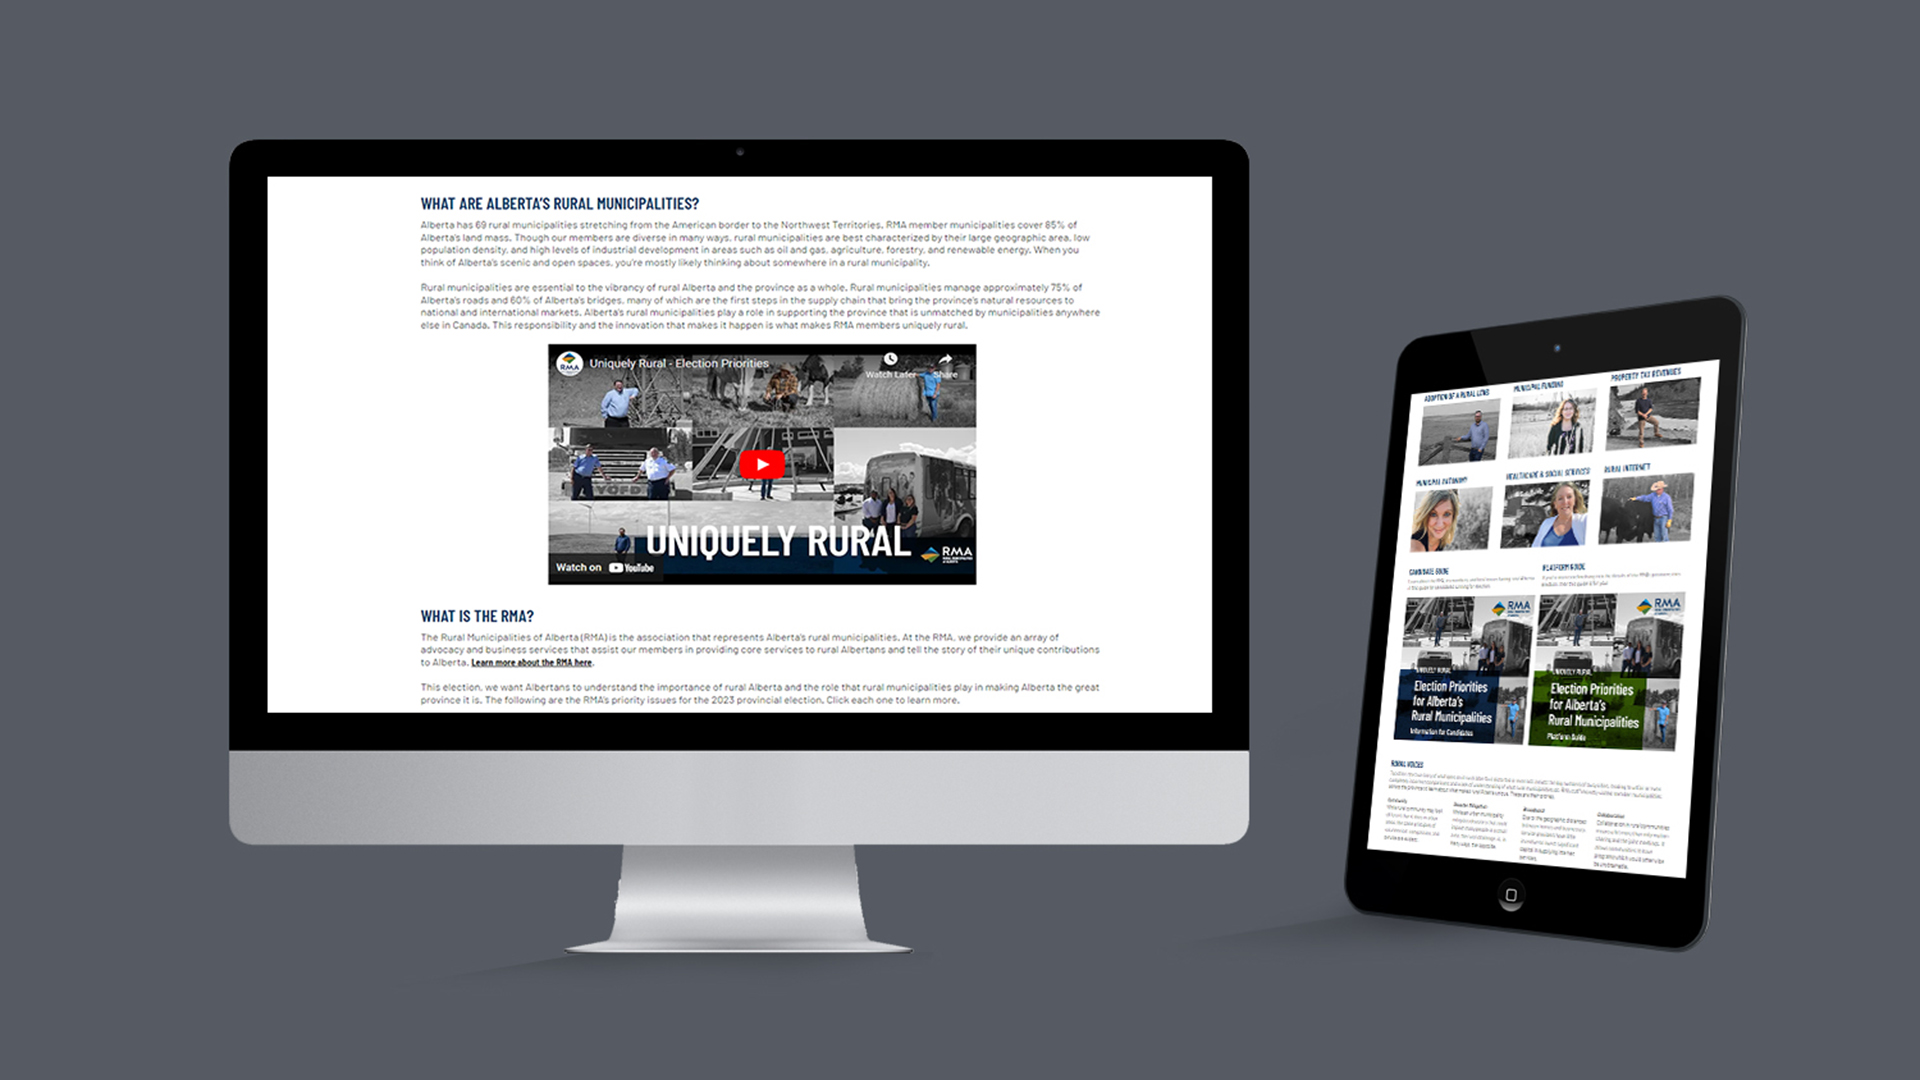 WHAT ARE ALBERTA'S RURAL MUNICIPALITIES?
Alberta has 69 rural municipalities stretching from the American border to the Northwest Territories. RMA member municipalities cover 85% of
Alberta's land mass. Though our members are diverse in many ways, rural municipalities are best characterized by their large geographic area, low
population density, and high levels of industrial development in areas such as oil and gas, agriculture, forestry, and renewable energy. When you
think of Alberta's scenic and open spaces, you're mostly likely thinking about somewhere in a rural municipality.
Rural municipalities are essential to the vibrancy of rural Alberta and the province as a whole. Rural municipalities manage approximately 75% of
Alberta's roads and 60% of Alberta's bridges, many of which are the first steps in the supply chain that bring the province's natural resources to
national and international markets. Alberta's rural municipalities play a role in supporting the province that is unmatched by municipalities anywhere
else in Canada. This responsibility and the innovation that makes it happen is what makes RMA members uniquely rural.
RMA
Uniquely Rural - Election Priorities
Watch Later
Share
YOFD
UNIQUELY RURAL
RMA
Watch on YouTube
WHAT IS THE RMA?
The Rural Municipalities of Alberta (RMA) is the association that represents Alberta's rural municipalities. At the RMA, we provide an array of
advocacy and business services that assist our members in providing core services to rural Albertans and tell the story of their unique contributions
to Alberta. Learn more about the RMA here.
This election, we want Albertans to understand the importance of rural Alberta and the role that rural municipalities play in making Alberta the great
province it is. The following are the RMA's priority issues for the 2023 provincial election. Click each one to learn more.
ADOPTION OF A RURAL LENS
MUNICIPAL FUNDING
PROPERTY TAX REVENUES
MUNICIPAL AUTONOMY
HEALTHCARE & SOCIAL SERVICES
RURAL INTERNET
CANDIDATE GUIDE
PLATFORM GUIDE
RMA
UNIQUELY RURAL
Election Priorities
for Alberta's
Rural Municipalities
Information for Candidates
RMA
UNIQUELY RURAL
Election Priorities
for Alberta's
Rural Municipalities
Platform Guide
RURAL VOICES
Community
Broadband
Collaboration